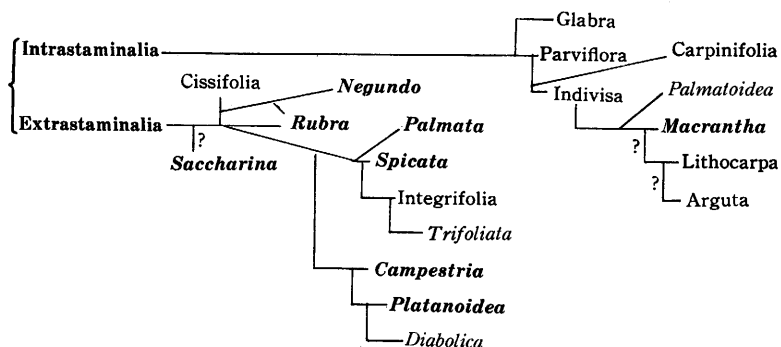 Glabra
Intrastaminalia Parviflora Carpinifolia
Cissifolia Negundo Indivisa Palmatoidea
Extrastaminalia ? Rubra Palmata Macrantha
Saccharina Spicata ? Lithocarpa
Integrifolia ? Arguta
Trifoliata
Campestria
Platanoidea
Diabolica